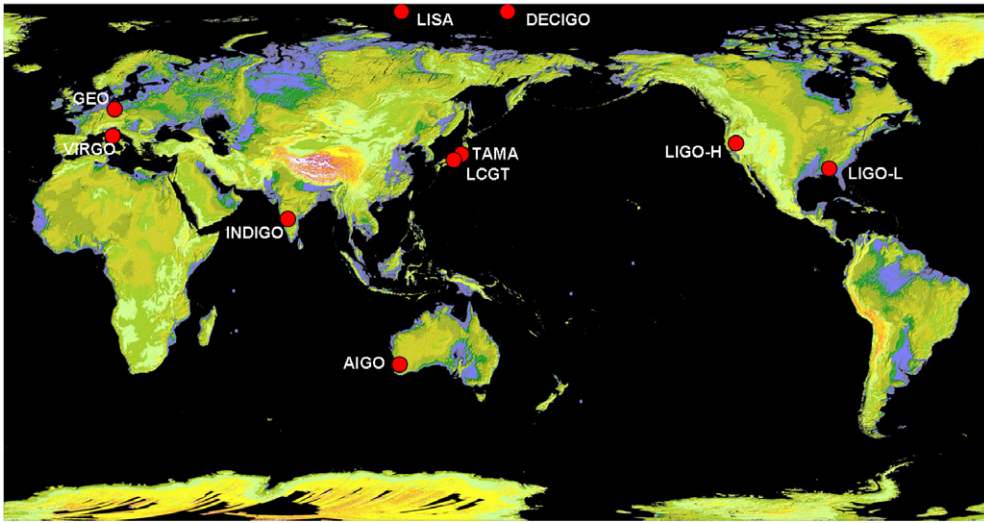 LISA
DECIGO
GEO
VIRGO
TAMA
LCGT
LIGO-H
LIGO-L
INDIGO
AIGO